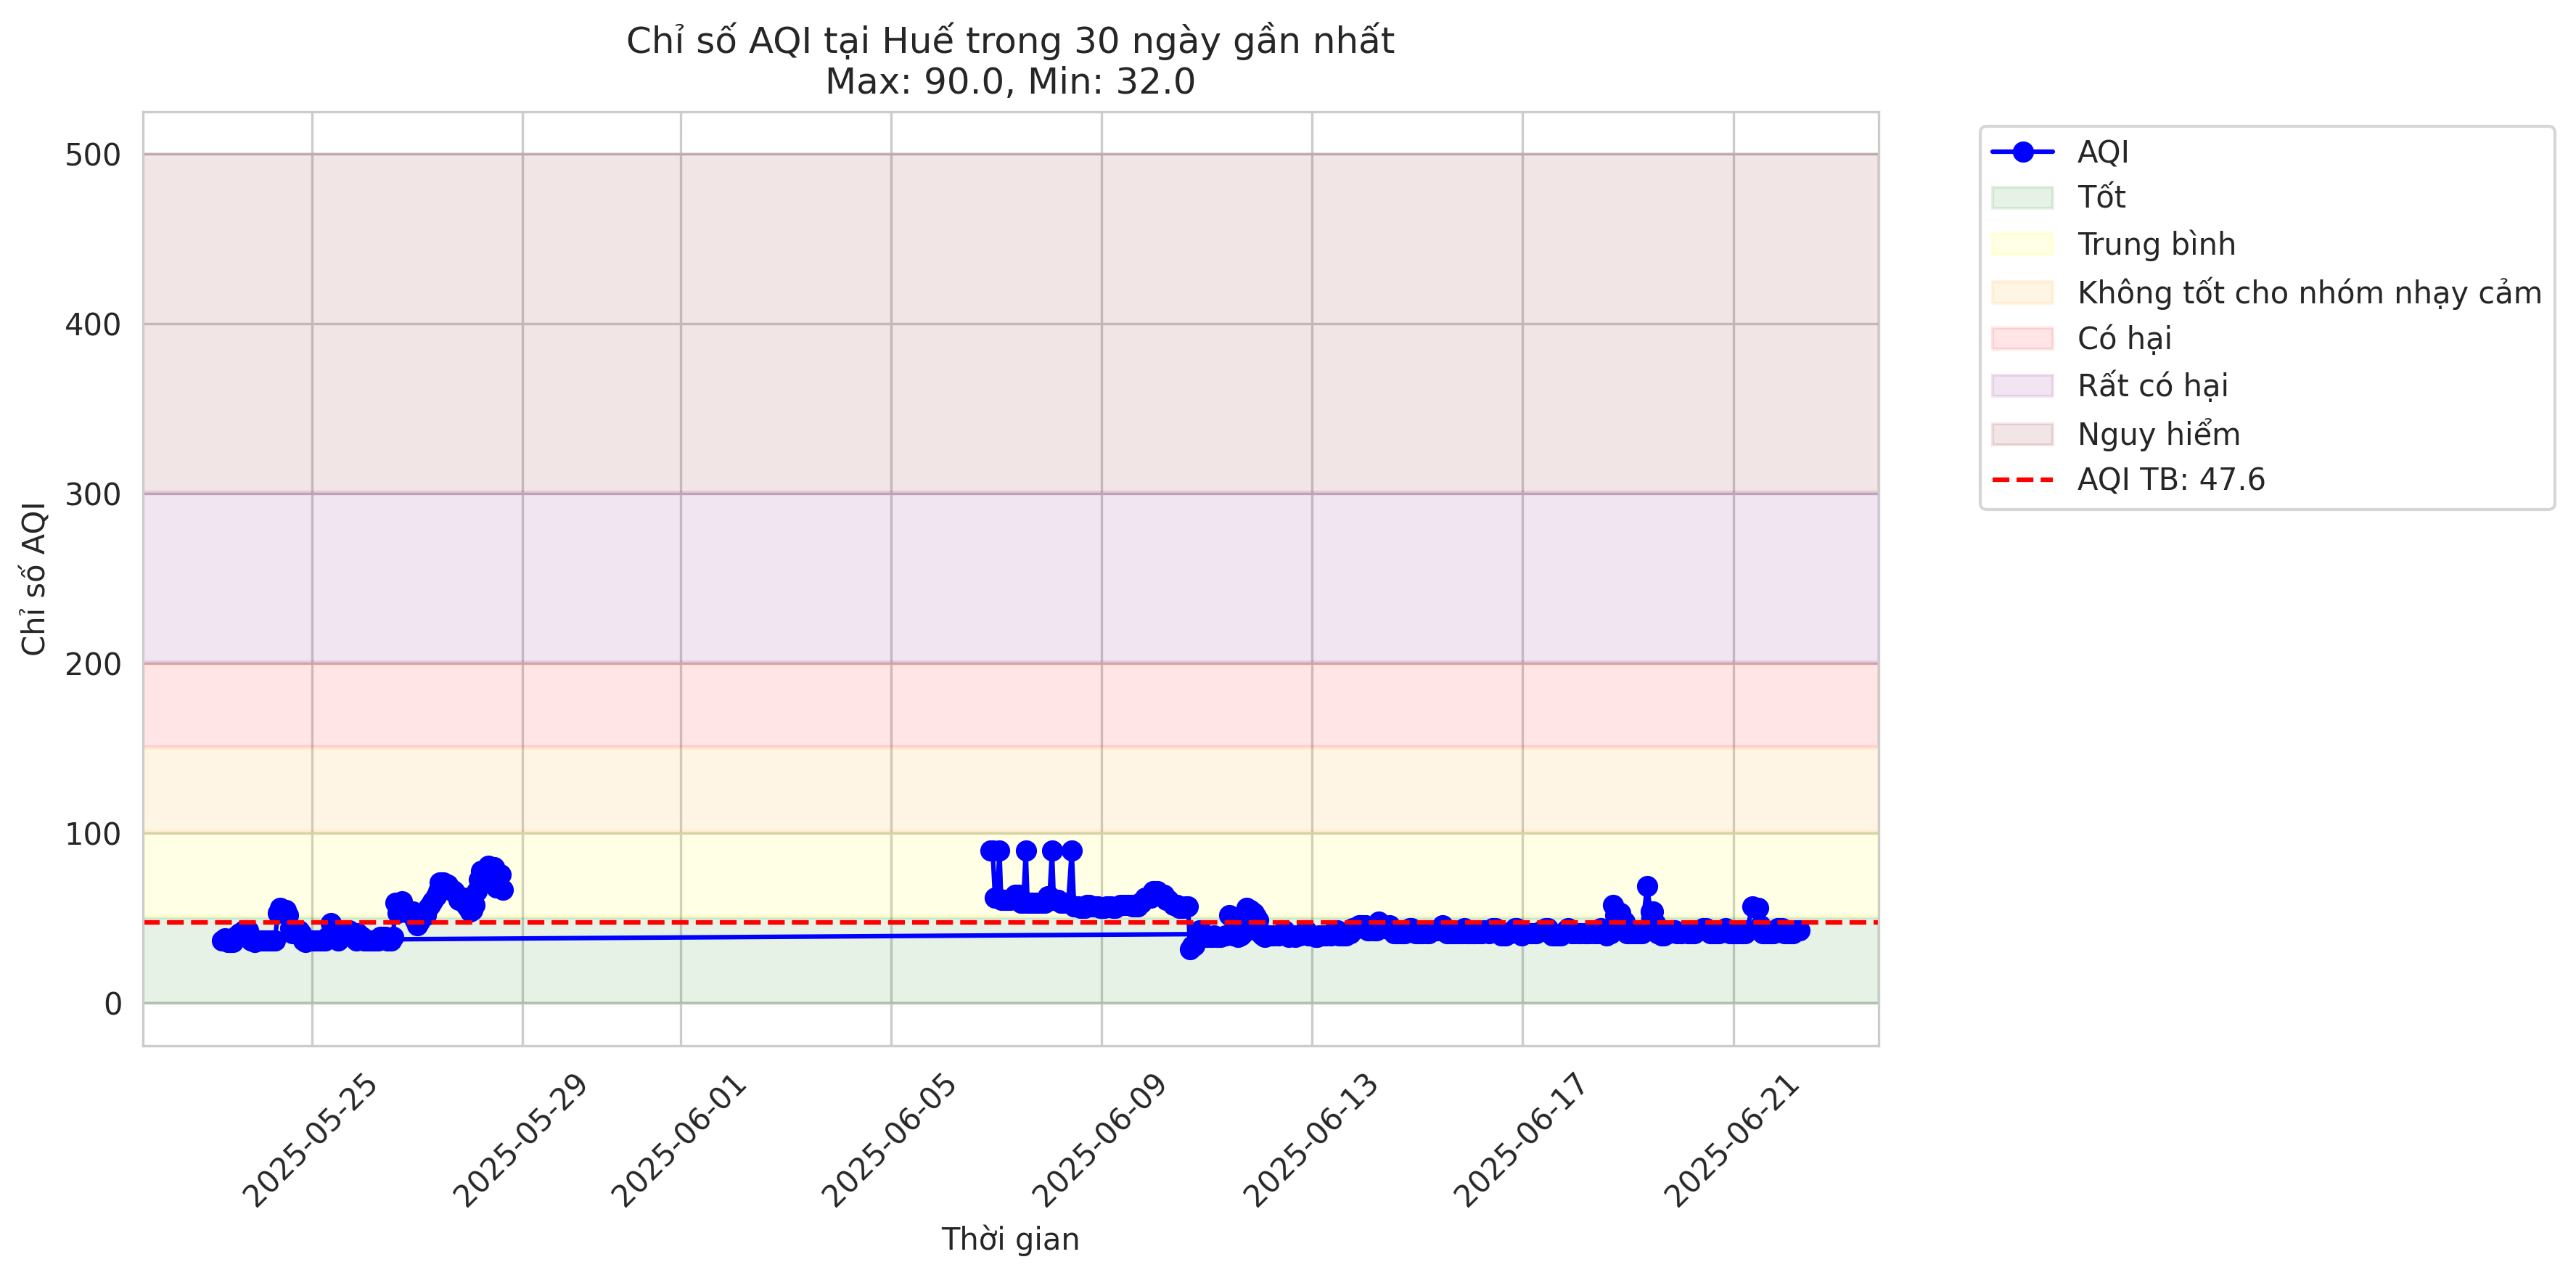 Chỉ số AQI tại Huế trong 30 ngày gần nhất
Max: 90.0, Min: 32.0
Chỉ số AQI
500
400
300
200
100
0
2025-05-25
2025-05-29
2025-06-01
2025-06-05
2025-06-09
2025-06-13
2025-06-17
2025-06-21
Thời gian
AQI
Tốt
Trung bình
Không tốt cho nhóm nhạy cảm
Có hại
Rất có hại
Nguy hiểm
AQI TB: 47.6